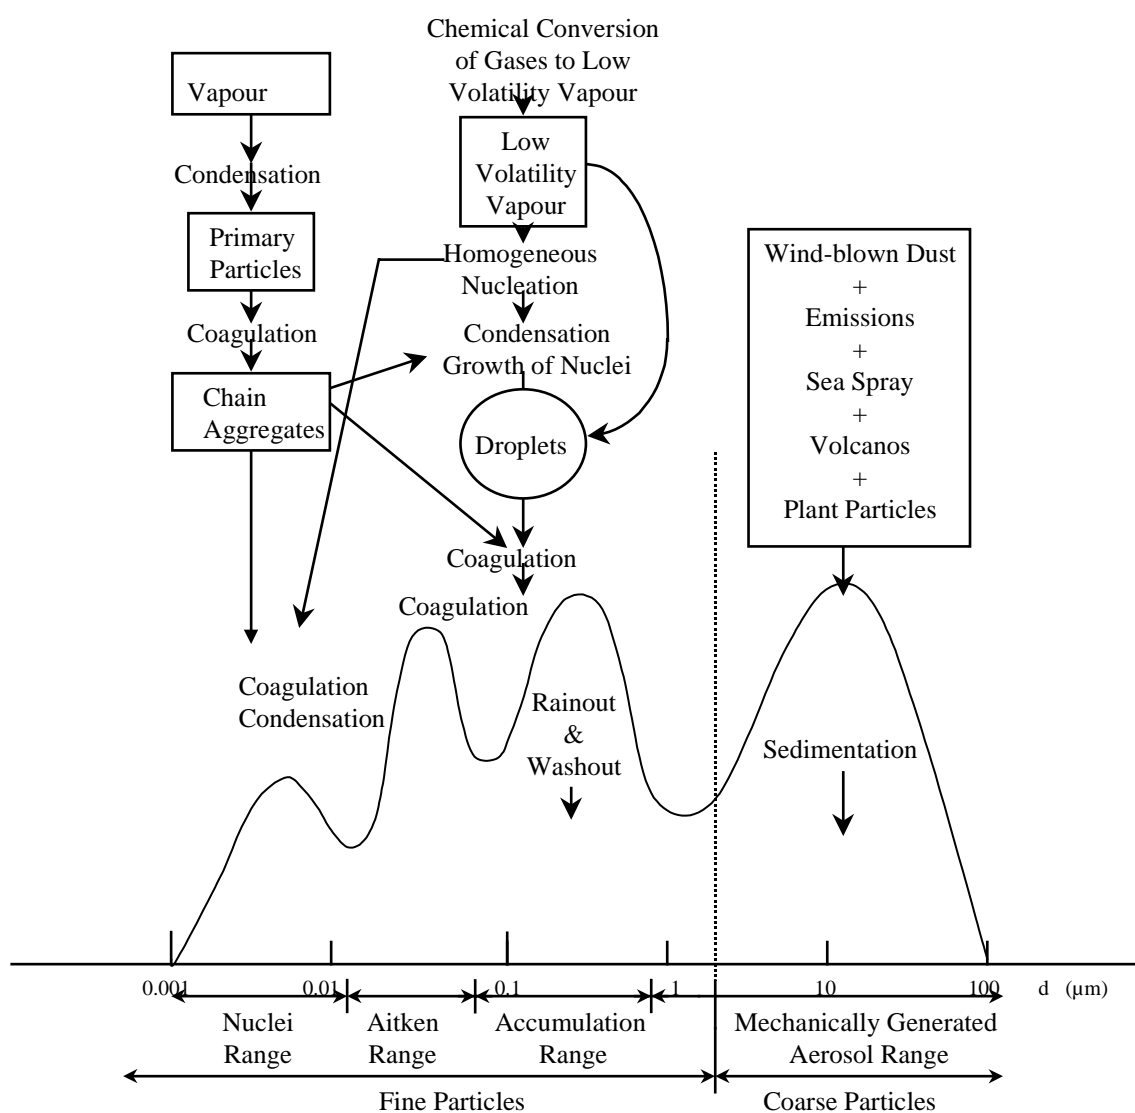 Chemical Conversion
of Gases to Low
Volatility Vapour
Vapour
Condensation
Primary
Particles
Coagulation
Chain
Aggregates
Low
Volatility
Vapour
Homogeneous
Nucleation
Condensation
Growth of Nuclei
Droplets
Coagulation
Coagulation
Wind-blown Dust
+
Emissions
+
Sea Spray
+
Volcanos
+
Plant Particles
Coagulation
Condensation
Rainout
&
Washout
Sedimentation
0.001 0.01 0.1 1 10 100 d (µm)
Nuclei
Range
Aitken
Range
Accumulation
Range
Mechanically Generated
Aerosol Range
Fine Particles
Coarse Particles